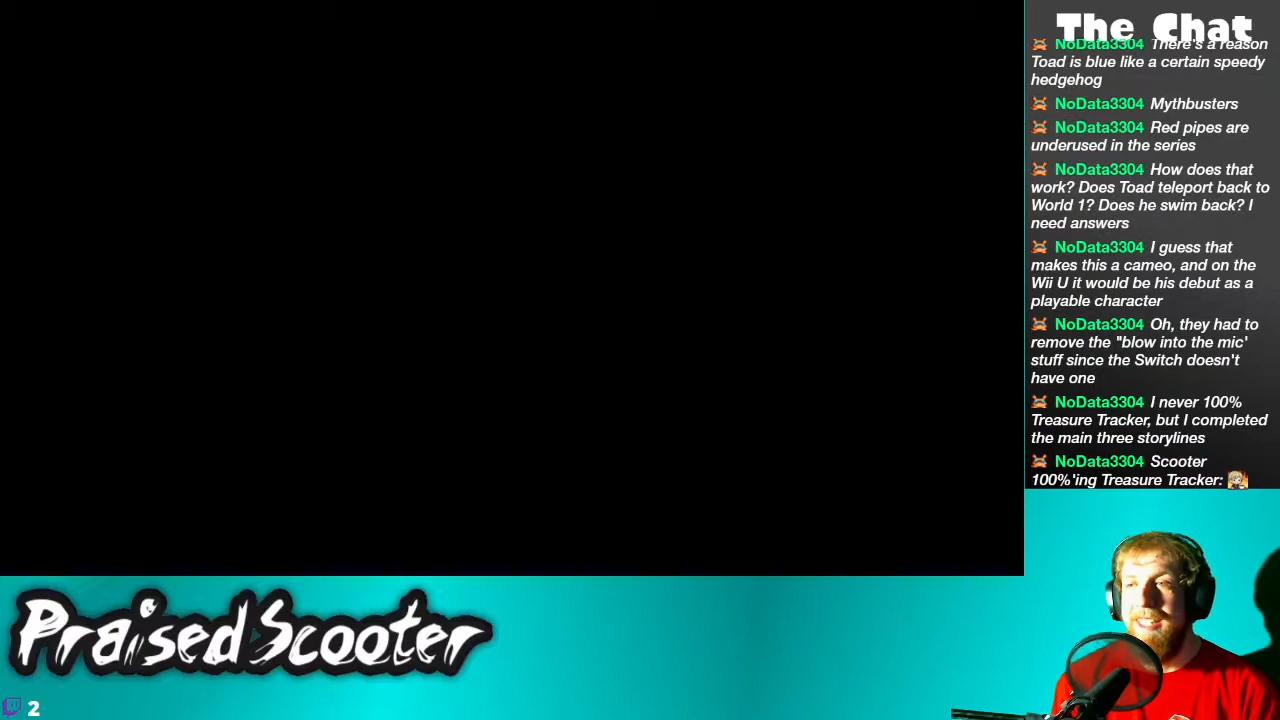 The Chat
NoData3304 There's a reason
Toad is blue like a certain speedy
hedgehog
NoData3304 Mythbusters
NoData3304 Red pipes are
underused in the series
NoData3304 How does that
work? Does Toad teleport back to
World 1? Does he swim back? I
need answers
NoData3304 I guess that
makes this a cameo, and on the
Wii U it would be his debut as a
playable character
NoData3304 Oh, they had to
remove the "blow into the mic'
stuff since the Switch doesn't
have one
NoData3304 I never 100%
Treasure Tracker, but I completed
the main three storylines
NoData3304 Scooter
100%'ing Treasure Tracker:
PraisedScooter
2